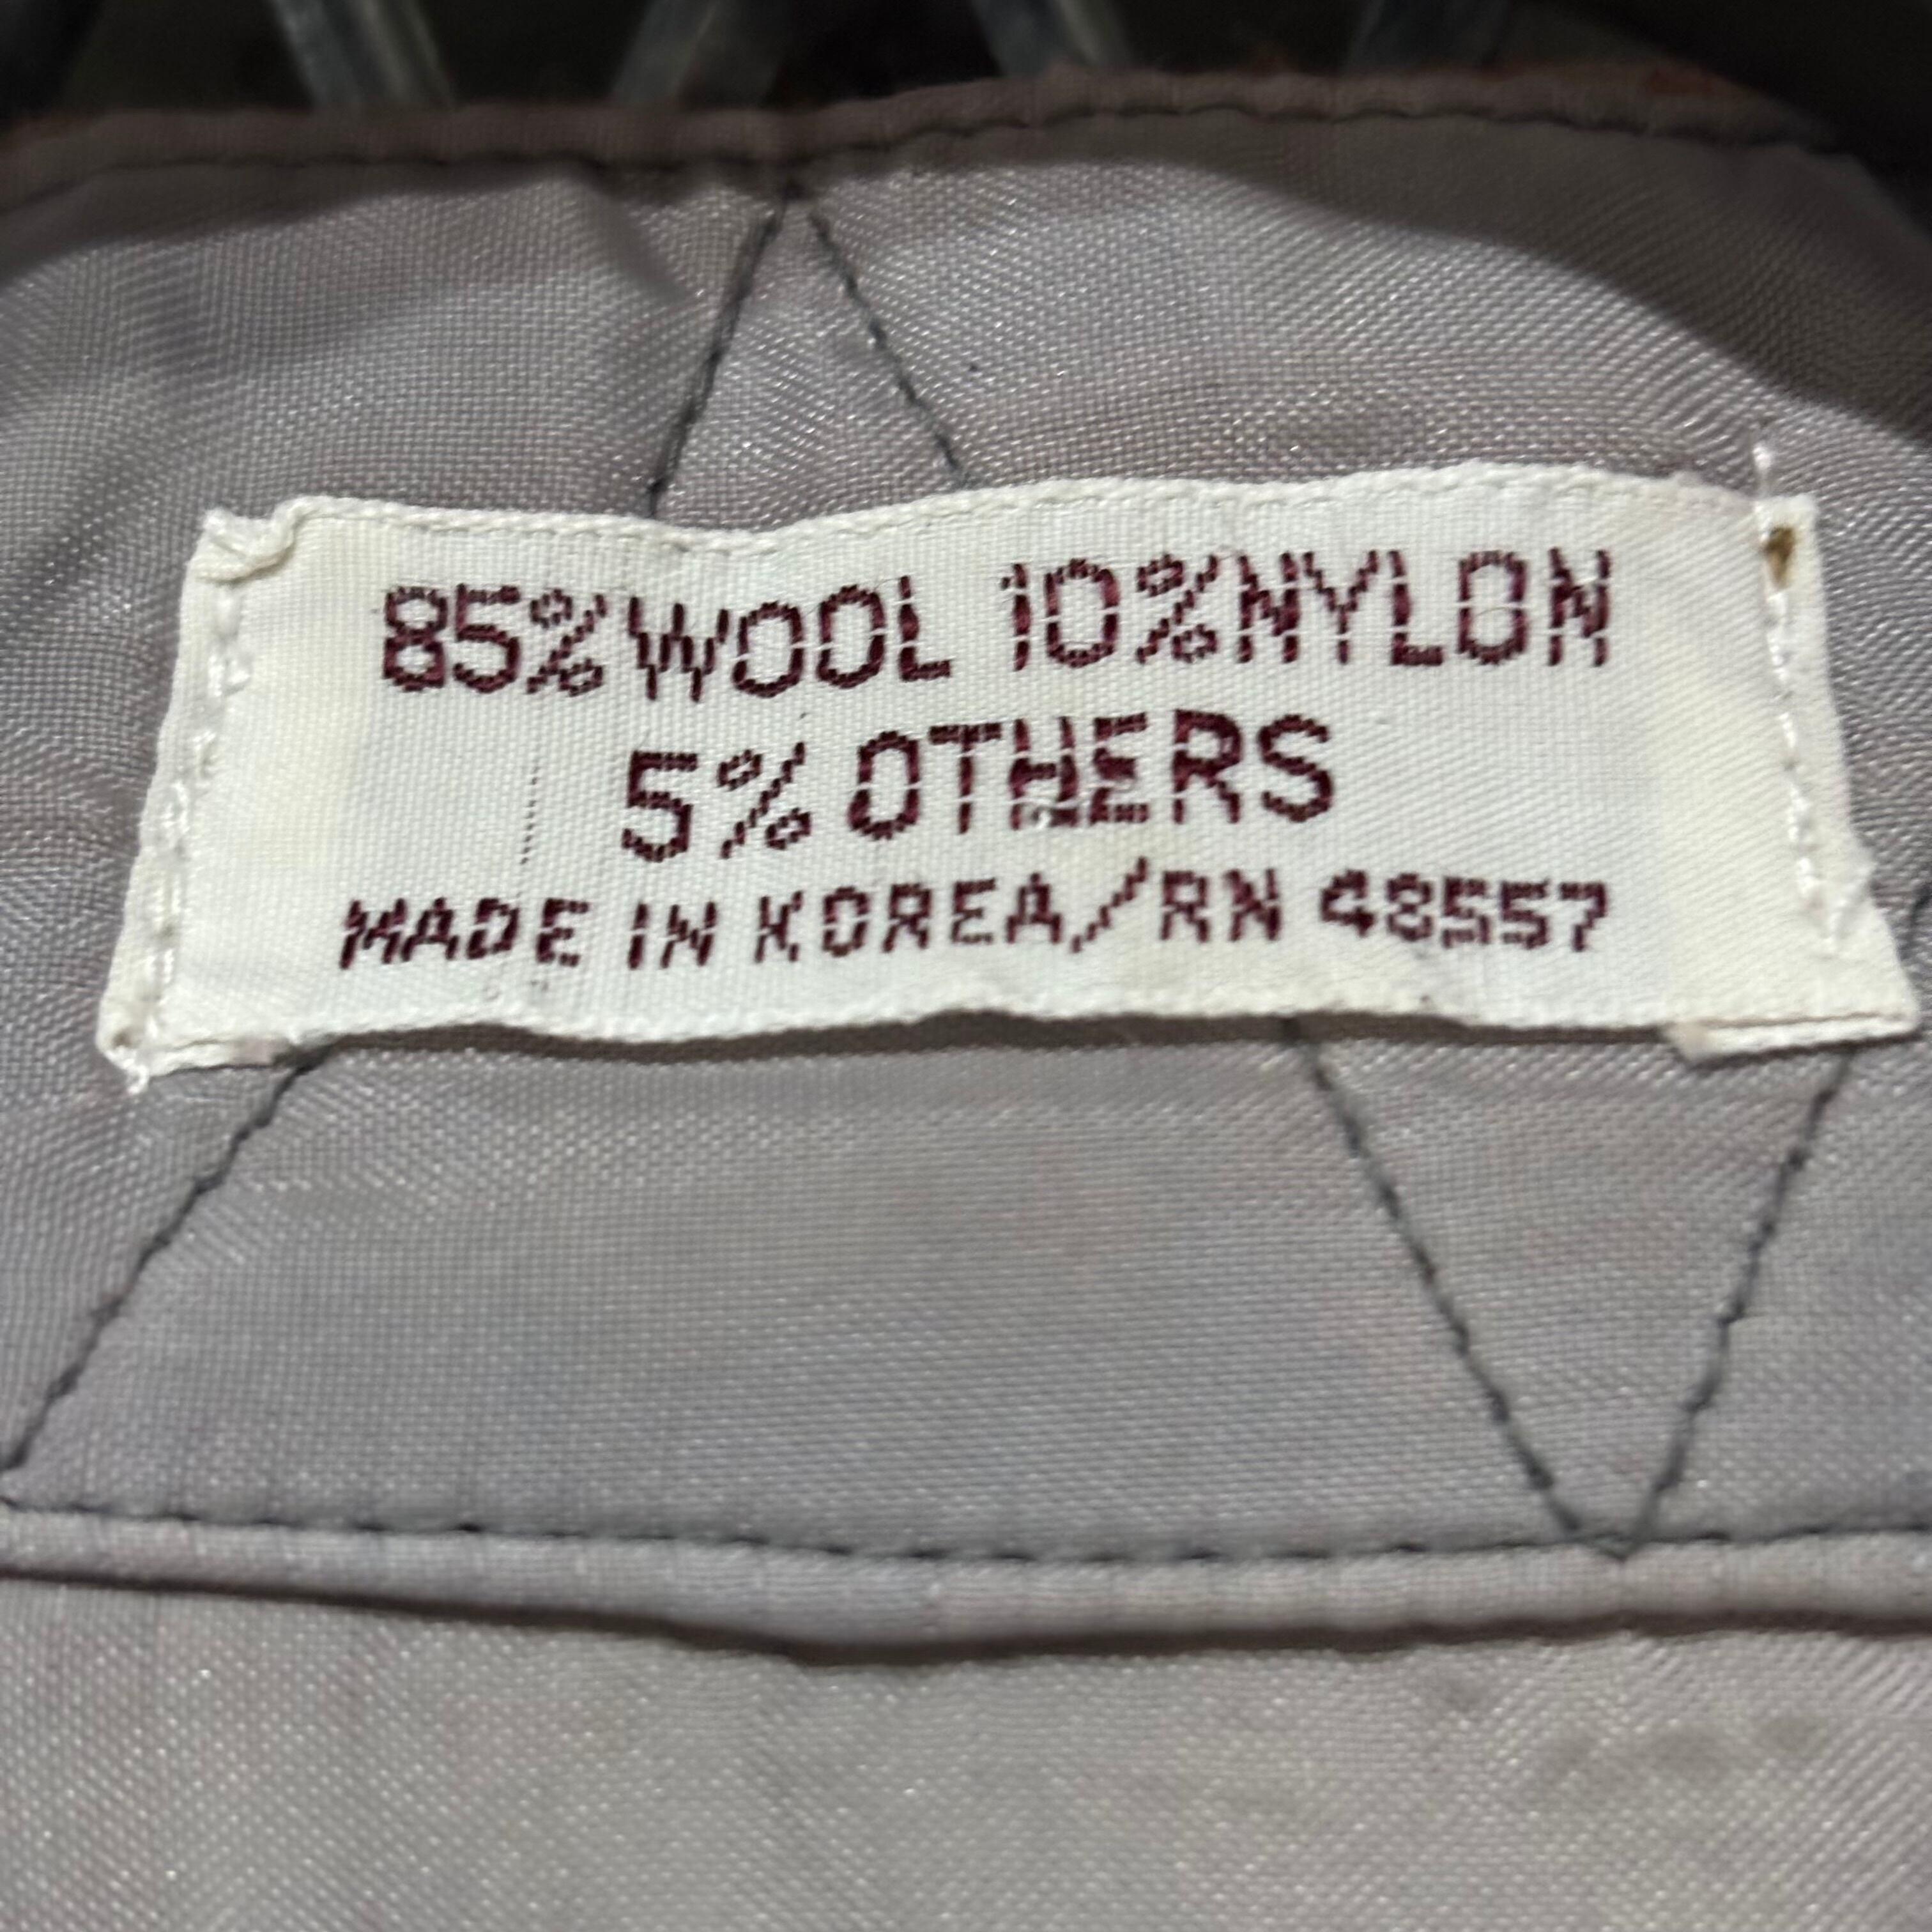 85% WOOL 10% NYLON
5% OTHERS
MADE IN KOREA/RN 48557